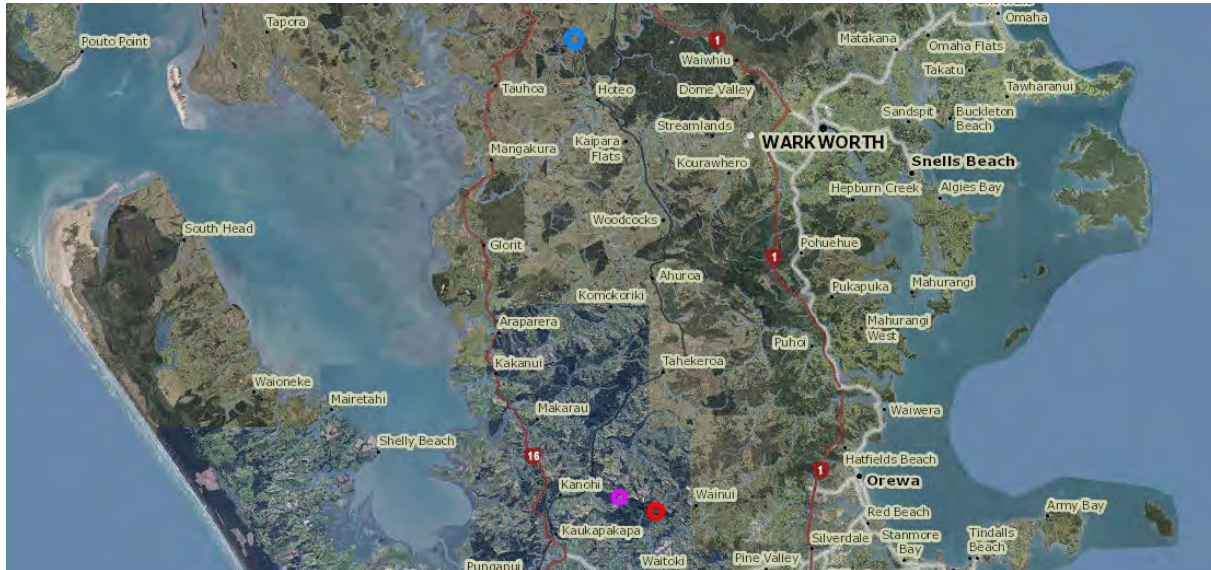 Tapora
Omaha
Pouto Point
1
Matakana
Omaha Flats
Waiwhiu
Takatu
Tauhoa
Hoteo
Dome Valley
Tawharanui
Sandspit
Buckleton
Beach
Streamlands
WARKWORTH
Kaipara
Flats
Mangakura
Kourawhero
Snells Beach
Hepburn Creek
Algies Bay
South Head
Woodcocks
Glorit
Pohuehue
1
Ahuroa
Komokoriki
Pukapuka
Mahurangi
Araparera
Mahurangi
West
Puhoi
Kakanui
Tahekeroa
Waioneke
Mairetahi
Makarau
Waiwera
Shelly Beach
16
Hatfields Beach
1
Kanohi
Orewa
Wainui
Army Bay
Red Beach
Kaukapakapa
Silverdale
Stanmore
Bay
Tindalls
Beach
Waitoki
Pine Valley
Punganui